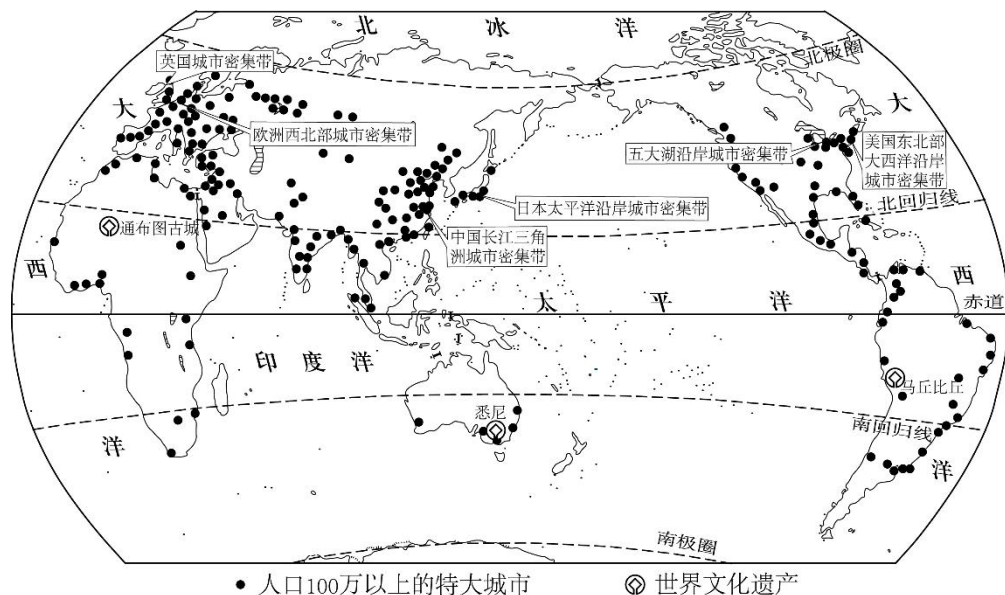 北 冰 洋
英国城市密集带
北极圈
大
大
欧洲西北部城市密集带
五大湖沿岸城市密集带
美国东北部
大西洋沿岸
城市密集带
日本太平洋沿岸城市密集带
北回归线
通布图古城
中国长江三角
洲城市密集带
西
西
太 平 洋
赤道
印 度 洋
马丘比丘
悉尼
南回归线
洋
洋
南极圈
人口100万以上的特大城市
世界文化遗产